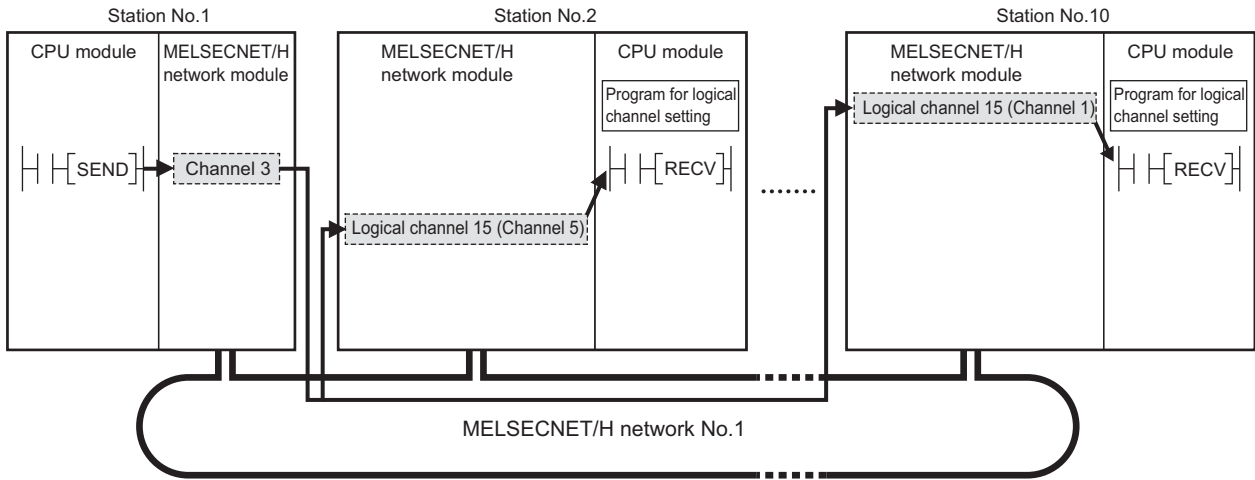 Station No.1
CPU module
MELSECNET/H
network module
SEND
Channel 3
Station No.2
MELSECNET/H
network module
CPU module
Program for logical
channel setting
RECV
Logical channel 15 (Channel 5)
.......
Station No.10
MELSECNET/H
network module
CPU module
Logical channel 15 (Channel 1)
Program for logical
channel setting
RECV
MELSECNET/H network No.1